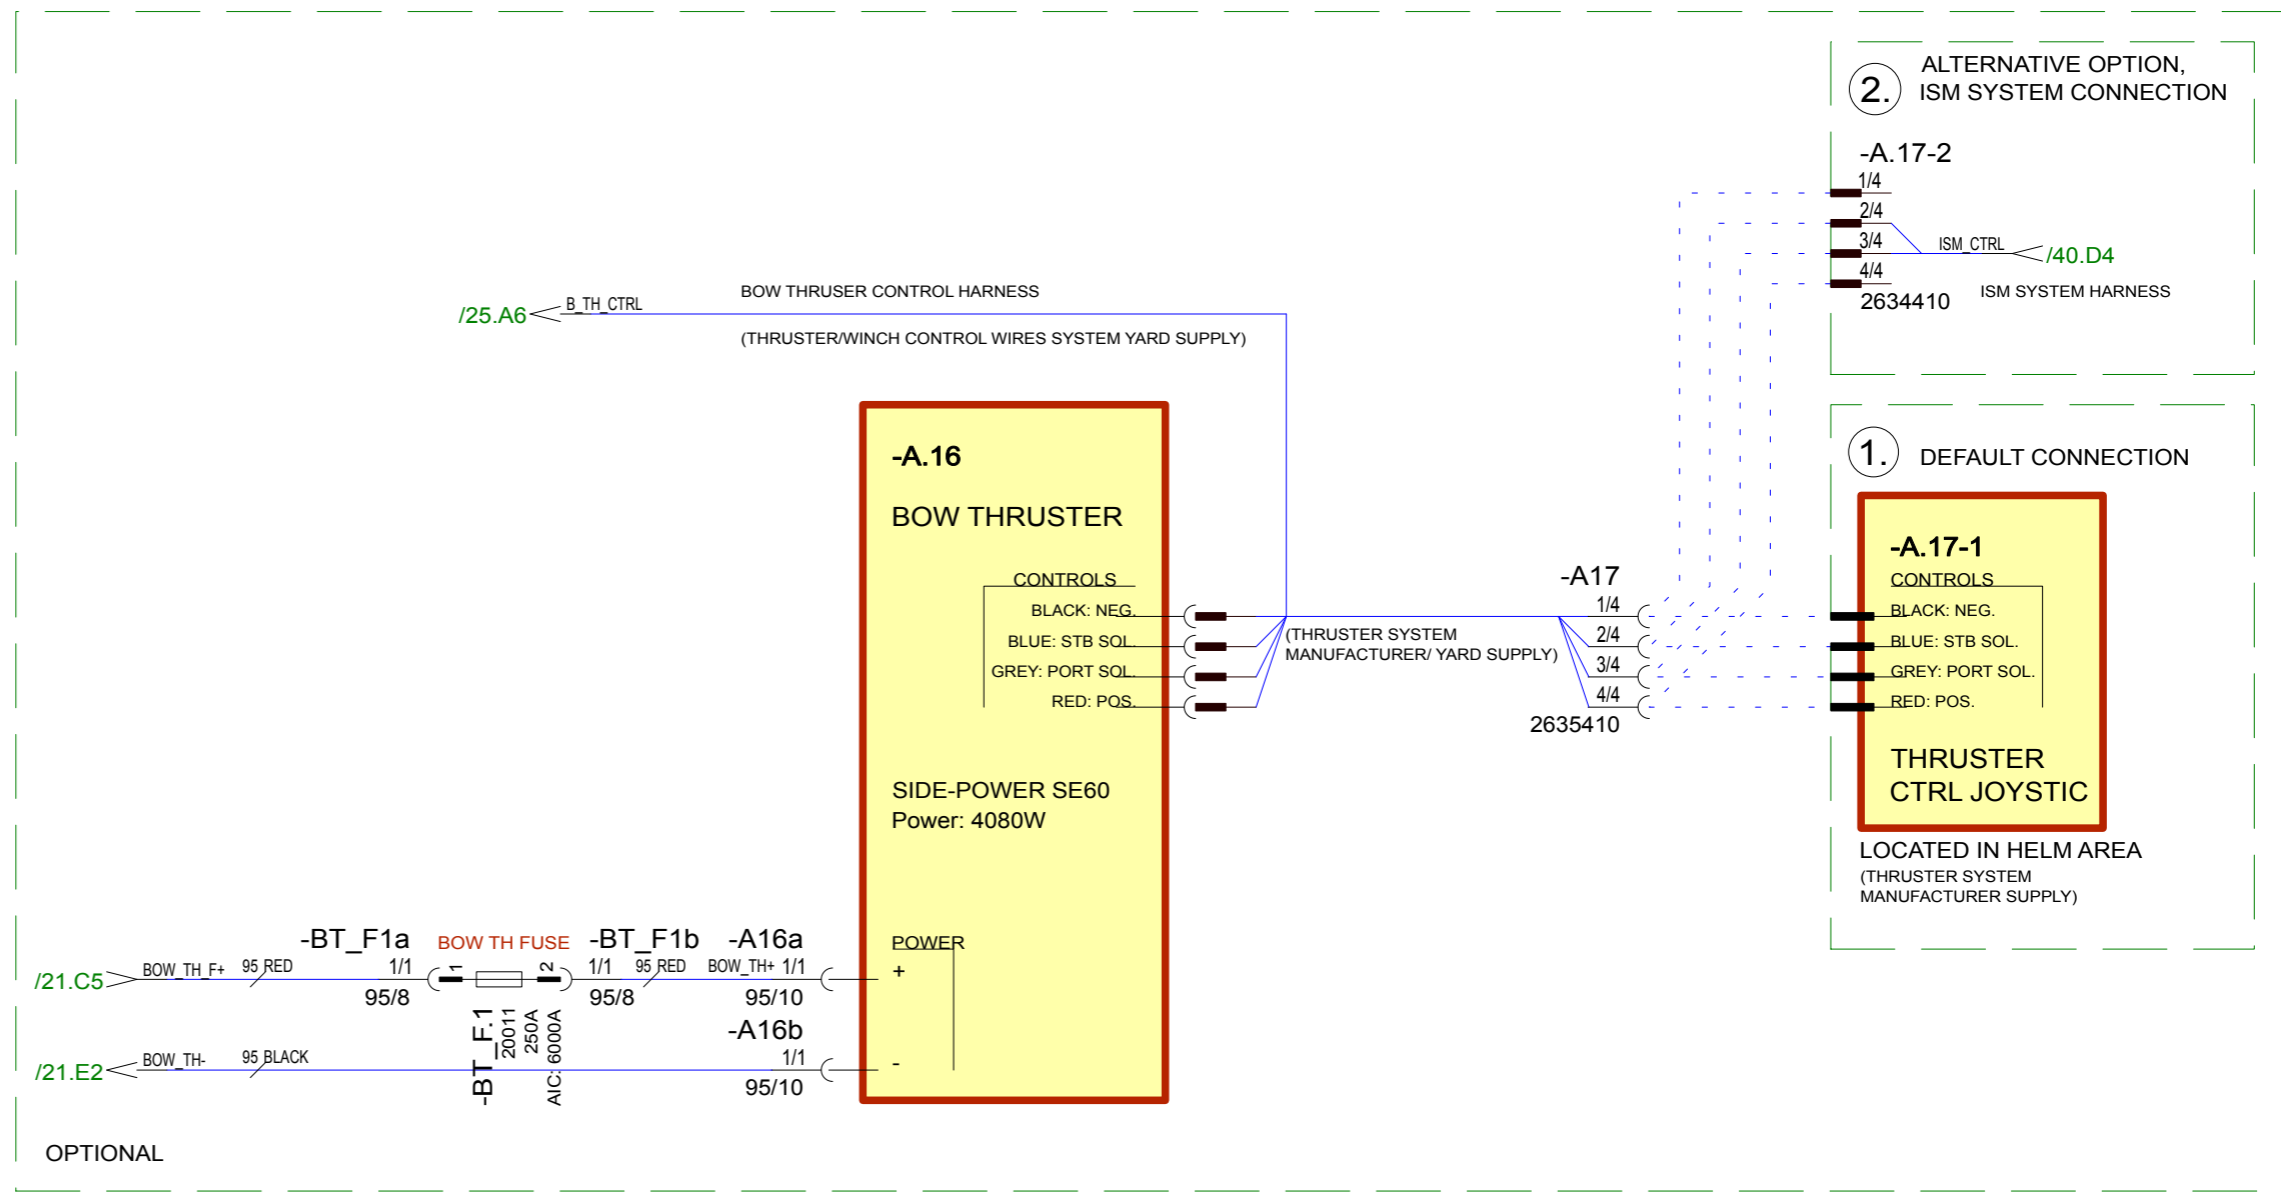 2.
ALTERNATIVE OPTION,
ISM SYSTEM CONNECTION
-A.17-2
1/4
2/4
3/4
4/4
2634410
ISM_CTRL
/40.D4
ISM SYSTEM HARNESS
/25.A6
B_TH_CTRL
BOW THRUSER CONTROL HARNESS
(THRUSTER/WINCH CONTROL WIRES SYSTEM YARD SUPPLY)
-A.16
BOW THRUSTER
CONTROLS
BLACK: NEG.
BLUE: STB SOL.
GREY: PORT SOL.
RED: POS.
SIDE-POWER SE60
Power: 4080W
POWER
+
-
(THRUSTER SYSTEM
MANUFACTURER/ YARD SUPPLY)
-A17
1/4
2/4
3/4
4/4
2635410
1.
DEFAULT CONNECTION
-A.17-1
CONTROLS
BLACK: NEG.
BLUE: STB SOL.
GREY: PORT SOL.
RED: POS.
THRUSTER
CTRL JOYSTIC
LOCATED IN HELM AREA
(THRUSTER SYSTEM
MANUFACTURER SUPPLY)
/21.C5
BOW_TH_F+
95 RED
-BT_F1a
1/1
95/8
BOW TH FUSE
1
2
-BT_F.1
20011
250A
AIC: 6000A
-BT_F1b
1/1
95/8
95 RED
-A16a
BOW_TH+ 1/1
95/10
/21.E2
BOW_TH-
95 BLACK
-A16b
1/1
95/10
OPTIONAL